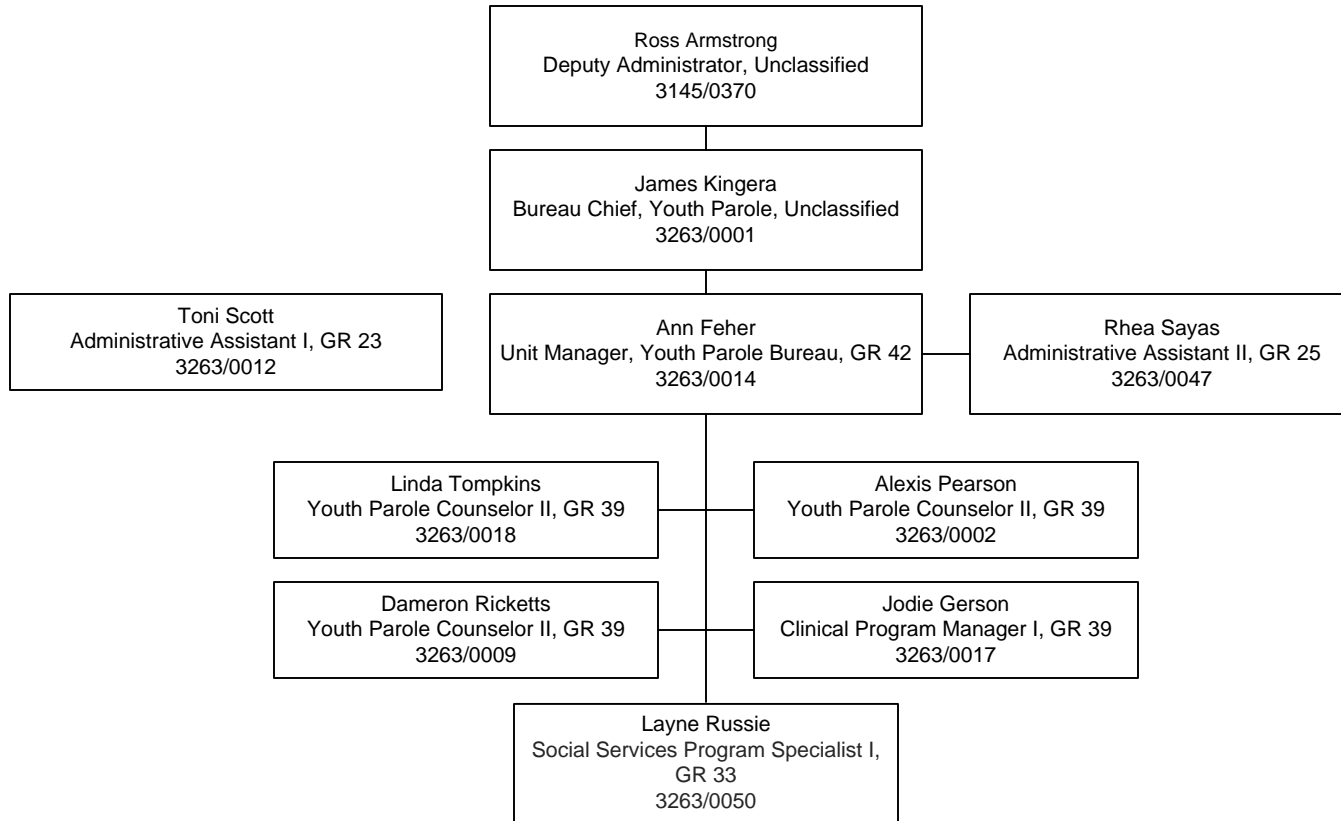 Ross Armstrong
Deputy Administrator, Unclassified
3145/0370
James Kingera
Bureau Chief, Youth Parole, Unclassified
3263/0001
Toni Scott
Administrative Assistant I, GR 23
3263/0012
Ann Feher
Unit Manager, Youth Parole Bureau, GR 42
3263/0014
Rhea Sayas
Administrative Assistant II, GR 25
3263/0047
Linda Tompkins
Youth Parole Counselor II, GR 39
3263/0018
Alexis Pearson
Youth Parole Counselor II, GR 39
3263/0002
Dameron Ricketts
Youth Parole Counselor II, GR 39
3263/0009
Jodie Gerson
Clinical Program Manager I, GR 39
3263/0017
Layne Russie
Social Services Program Specialist I,
GR 33
3263/0050